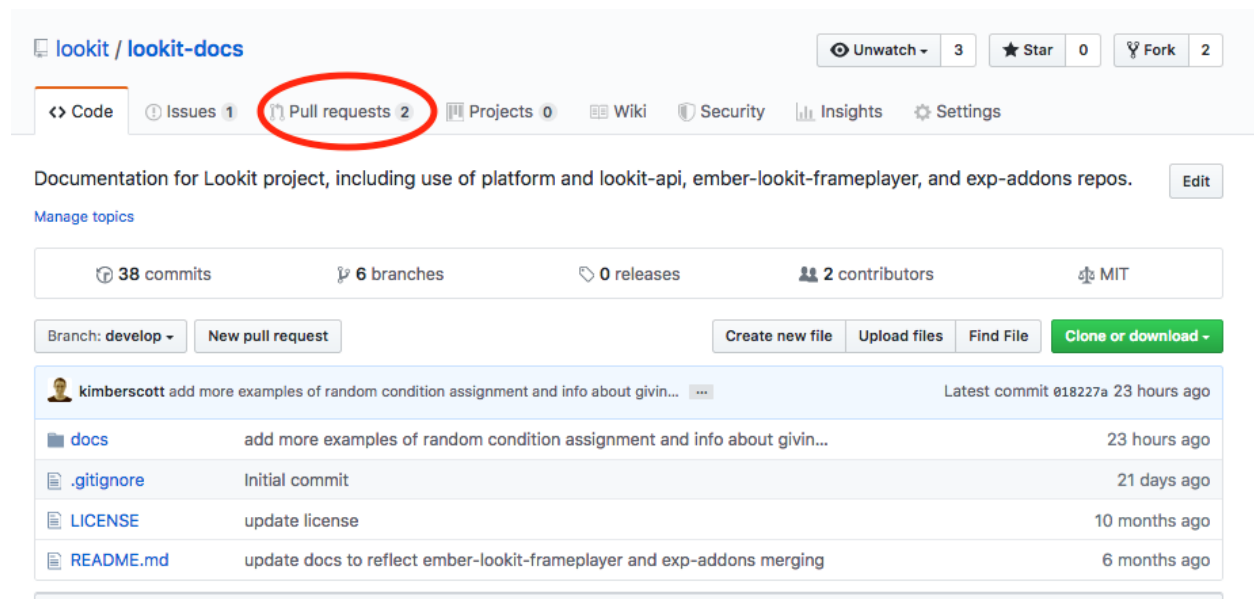 lookit / lookit-docs Unwatch 3 Star 0 Fork 2
Code Issues 1 Pull requests 2 Projects 0 Wiki Security Insights Settings
Documentation for Lookit project, including use of platform and lookit-api, ember-lookit-frameplayer, and exp-addons repos. Edit
Manage topics
38 commits 6 branches 0 releases 2 contributors MIT
Branch: develop New pull request Create new file Upload files Find File Clone or download
kimberscott add more examples of random condition assignment and info about givin... ... Latest commit 018227a 23 hours ago
docs add more examples of random condition assignment and info about givin... 23 hours ago
.gitignore Initial commit 21 days ago
LICENSE update license 10 months ago
README.md update docs to reflect ember-lookit-frameplayer and exp-addons merging 6 months ago